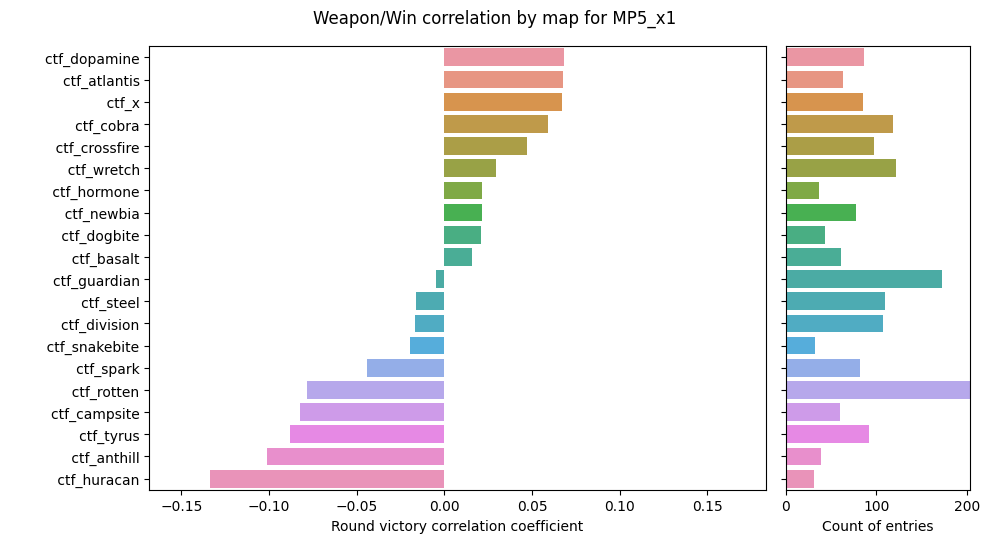 Weapon/Win correlation by map for MP5_x1
ctf_dopamine
ctf_atlantis
ctf_x
ctf_cobra
ctf_crossfire
ctf_wretch
ctf_hormone
ctf_newbia
ctf_dogbite
ctf_basalt
ctf_guardian
ctf_steel
ctf_division
ctf_snakebite
ctf_spark
ctf_rotten
ctf_campsite
ctf_tyrus
ctf_anthill
ctf_huracan
−0.15 −0.10 −0.05 0.00 0.05 0.10 0.15
Round victory correlation coefficient
0 100 200
Count of entries